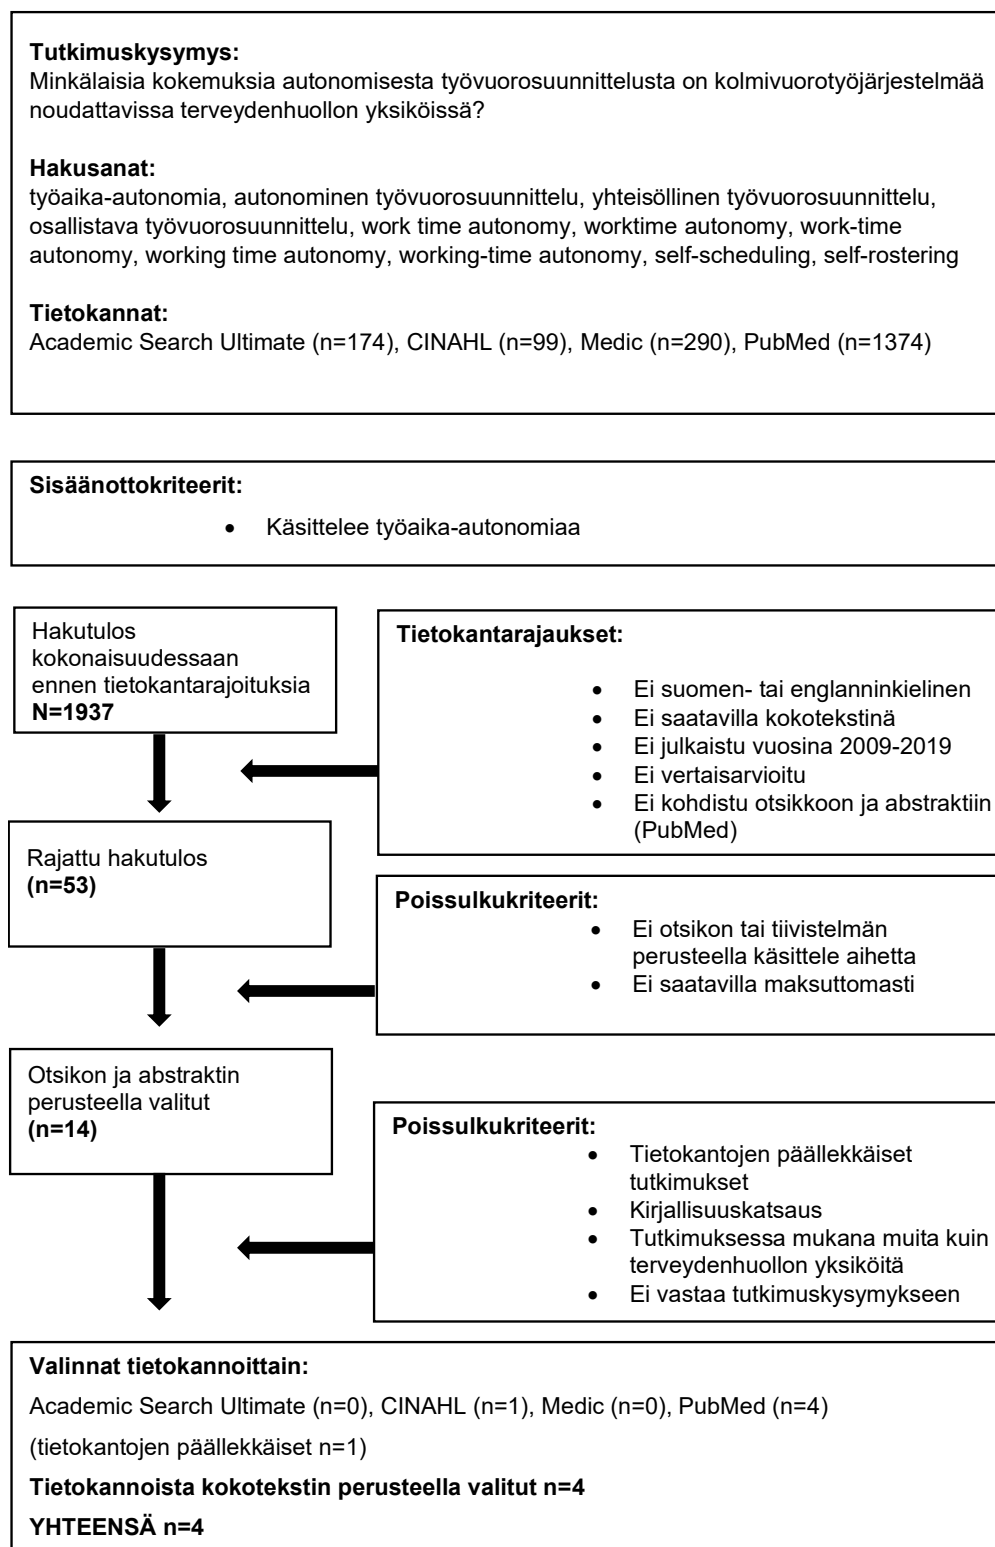 Tutkimuskysymys:
Minkälaisia kokemuksia autonomisesta työvuorosuunnittelusta on kolmivuorotyöjärjestelmää
noudattavissa terveydenhuollon yksiköissä?
Hakusanat:
työaika-autonomia, autonominen työvuorosuunnittelu, yhteisöllinen työvuorosuunnittelu,
osallistava työvuorosuunnittelu, work time autonomy, worktime autonomy, work-time
autonomy, working time autonomy, working-time autonomy, self-scheduling, self-rostering
Tietokannat:
Academic Search Ultimate (n=174), CINAHL (n=99), Medic (n=290), PubMed (n=1374)
Sisäänottokriteerit:
• Käsittelee työaika-autonomiaa
Hakutulos
kokonaisuudessaan
ennen tietokantarajoituksia
N=1937
Tietokantarajaukset:
• Ei suomen- tai englanninkielinen
• Ei saatavilla kokotekstinä
• Ei julkaistu vuosina 2009-2019
• Ei vertaisarvioitu
• Ei kohdistu otsikkoon ja abstraktiin
(PubMed)
Rajattu hakutulos
(n=53)
Poissulkukriteerit:
• Ei otsikon tai tiivistelmän
perusteella käsittele aihetta
• Ei saatavilla maksuttomasti
Otsikon ja abstraktin
perusteella valitut
(n=14)
Poissulkukriteerit:
• Tietokantojen päällekkäiset
tutkimukset
• Kirjallisuuskatsaus
• Tutkimuksessa mukana muita kuin
terveydenhuollon yksiköitä
• Ei vastaa tutkimuskysymykseen
Valinnat tietokannoittain:
Academic Search Ultimate (n=0), CINAHL (n=1), Medic (n=0), PubMed (n=4)
(tietokantojen päällekkäiset n=1)
Tietokannoista kokotekstin perusteella valitut n=4
YHTEENSÄ n=4